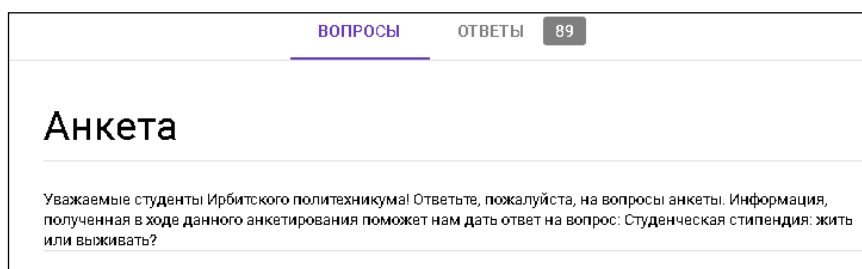 ВОПРОСЫ ОТВЕТЫ 89
Анкета
Уважаемые студенты Ирбитского политехникума! Ответьте, пожалуйста, на вопросы анкеты. Информация,
полученная в ходе данного анкетирования поможет нам дать ответ на вопрос: Студенческая стипендия: жить
или выживать?